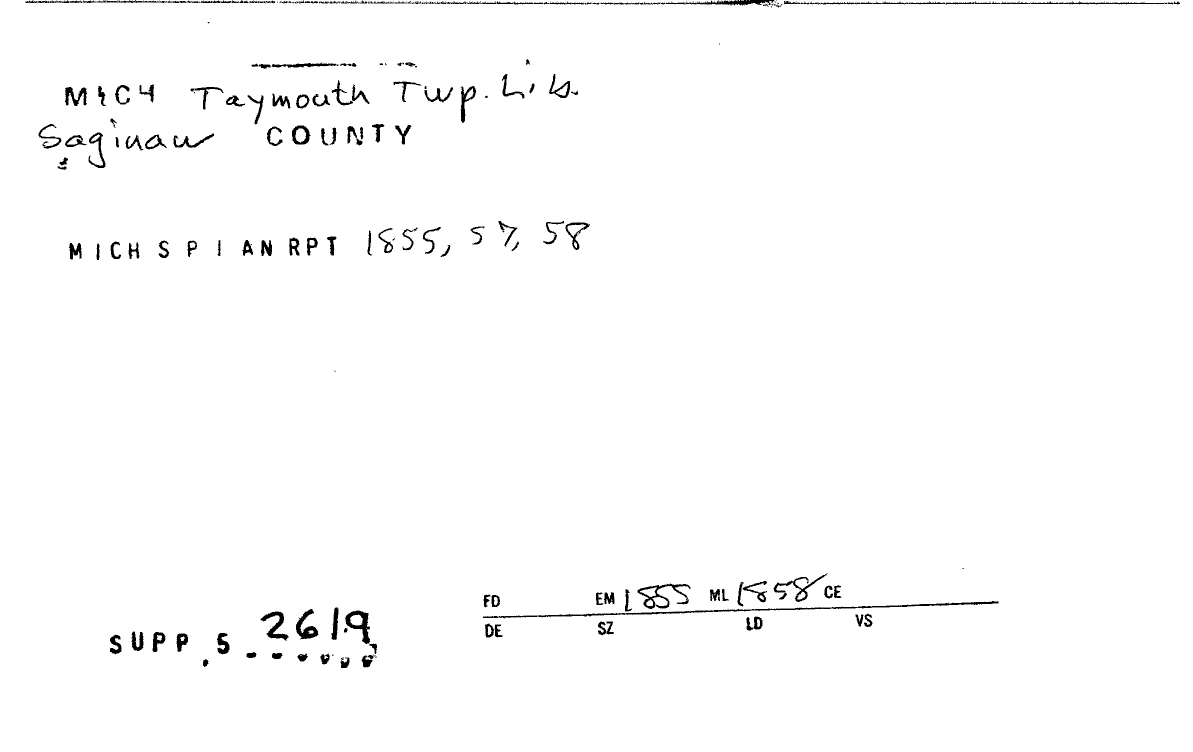 MICH Taymouth Twp. Lib.
Saginaw COUNTY
MICH S P I AN RPT 1855, 57, 58
FD EM 1855 ML 1858 CE
DE SZ LD VS
SUPP. 5 2619